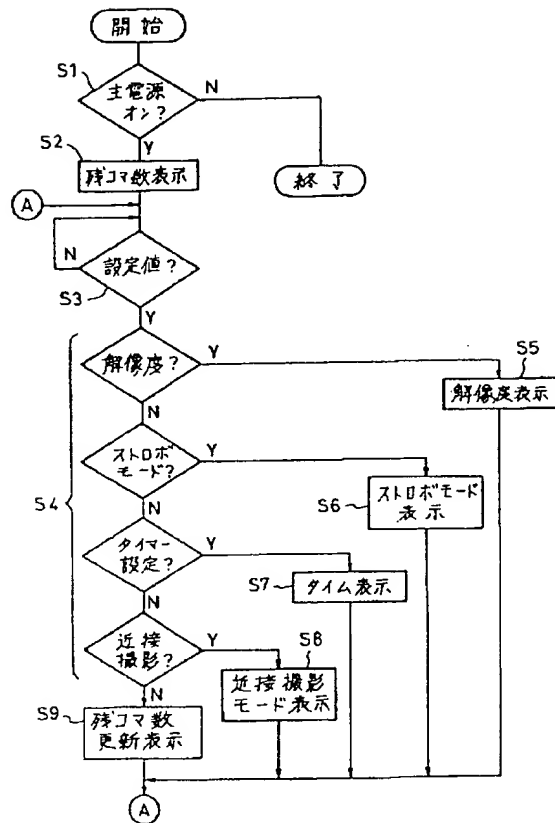 開始
S1
主電源
オン?
N
Y
S2
残コマ数表示
終了
A
N
設定値?
S3
Y
解像度?
Y
S5
解像度表示
N
S4
ストロボ
モード?
Y
S6
ストロボモード
表示
N
タイマー
設定?
Y
S7
タイム表示
N
近接
撮影?
Y
S8
近接撮影
モード表示
N
S9
残コマ数
更新表示
A